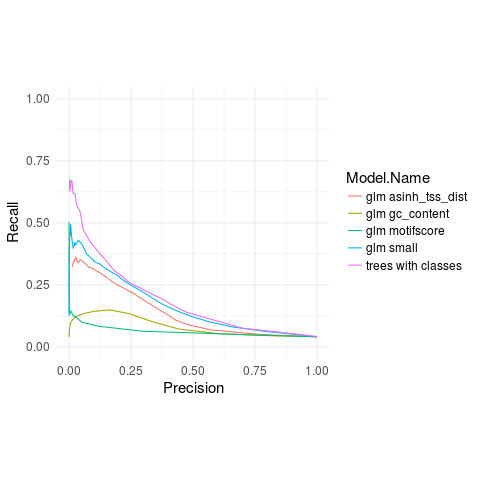 1.00
0.75
0.50
0.25
0.00
Recall
0.00 0.25 0.50 0.75 1.00
Precision
Model.Name
glm asinh_tss_dist
glm gc_content
glm motifscore
glm small
trees with classes